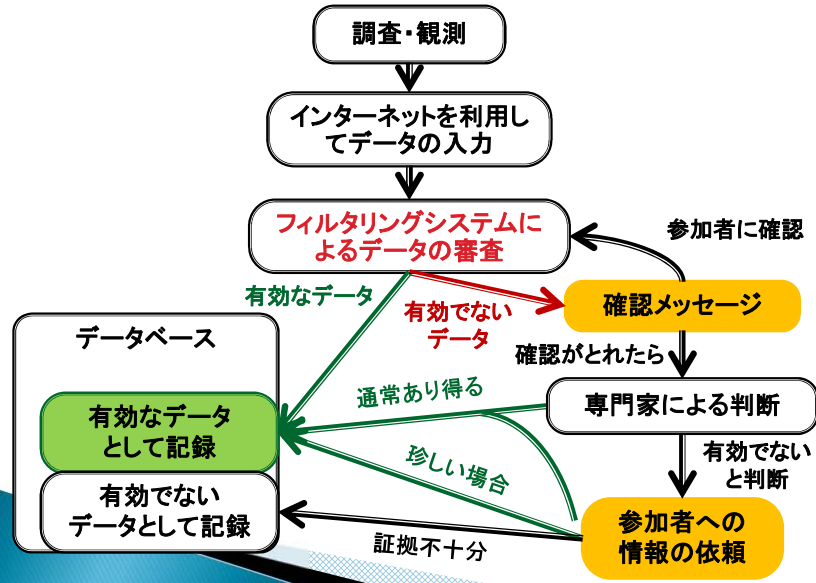 調査・観測
インターネットを利用し
てデータの入力
フィルタリングシステムに
よるデータの審査
参加者に確認
有効なデータ
有効でない
データ
確認メッセージ
データベース
確認がとれたら
通常あり得る
専門家による判断
有効なデータ
として記録
珍しい場合
有効でない
と判断
有効でない
データとして記録
参加者への
情報の依頼
証拠不十分